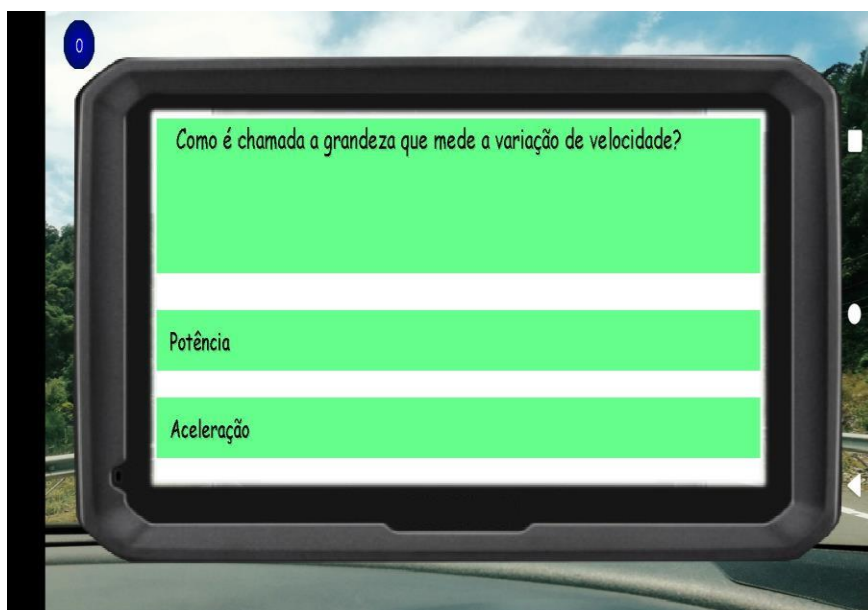 0
Como é chamada a grandeza que mede a variação de velocidade?
Potência
Aceleração